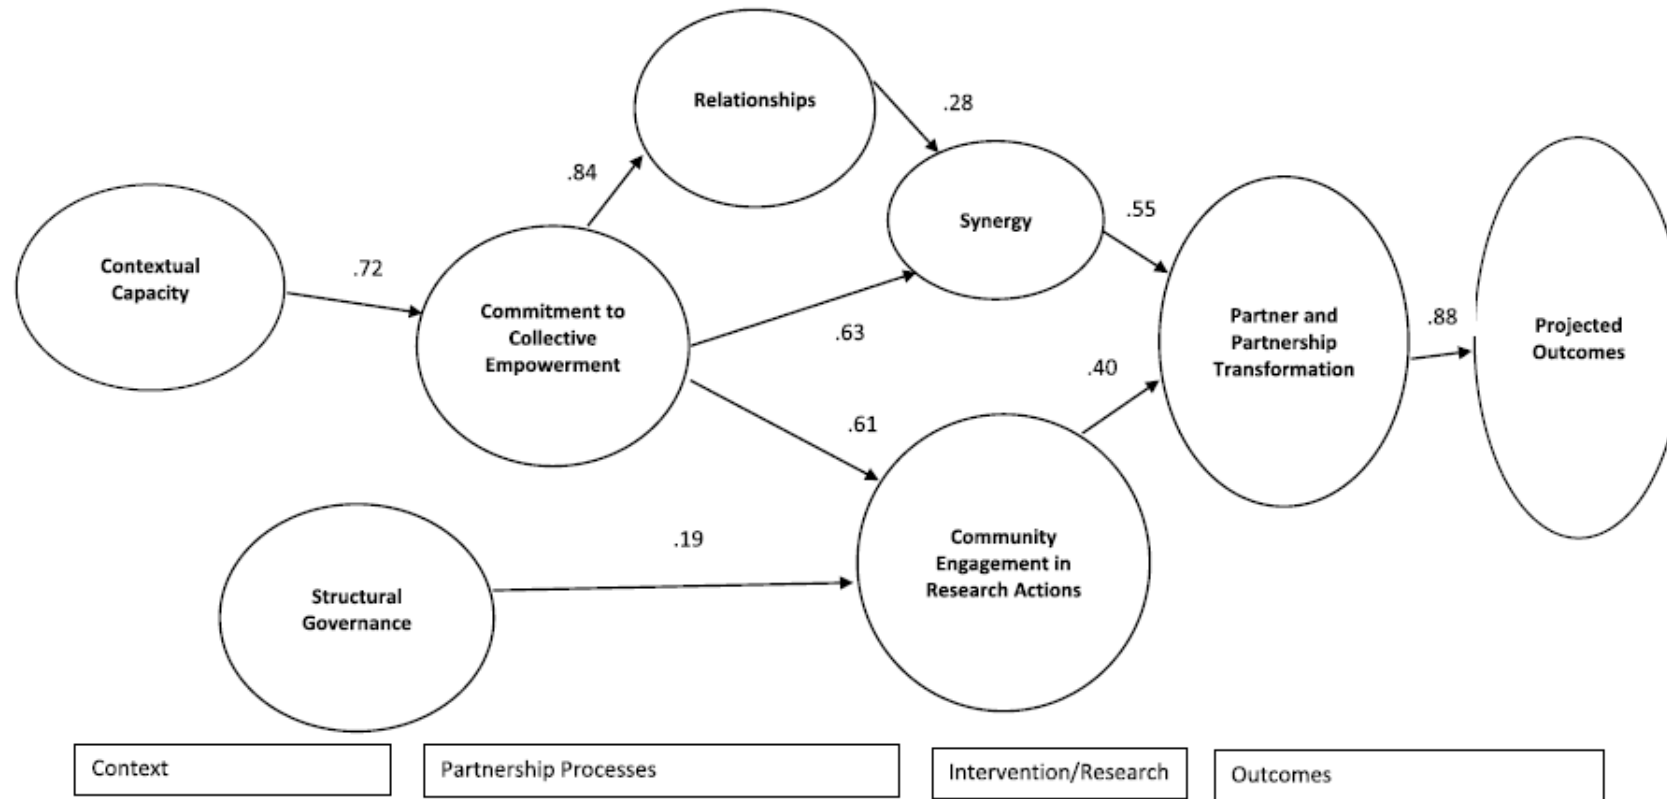 Relationships
.28
.84
Synergy
.55
Contextual
Capacity
.72
Commitment to
Collective
Empowerment
.63
Partner and
Partnership
Transformation
.88
Projected
Outcomes
.40
.61
.19
Community
Engagement in
Research Actions
Structural
Governance
Context
Partnership Processes
Intervention/Research
Outcomes